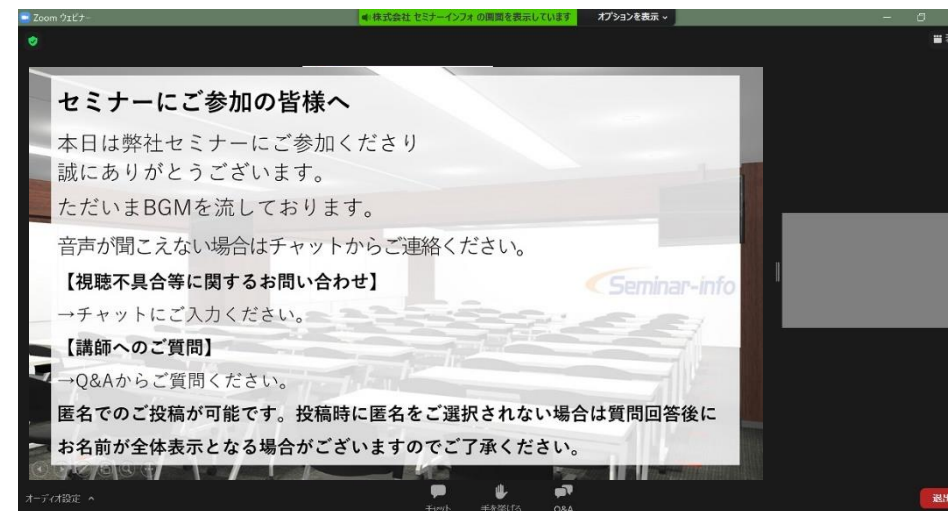 Zoom ウェビナー
株式会社 セミナーインフォ の画面を表示しています
オプションを表示
セミナーにご参加の皆様へ
本日は弊社セミナーにご参加くださり
誠にありがとうございます。
ただいまBGMを流しております。
音声が聞こえない場合はチャットからご連絡ください。
【視聴不具合等に関するお問い合わせ】
→チャットにご入力ください。
【講師へのご質問】
→Q&Aからご質問ください。
匿名でのご投稿が可能です。投稿時に匿名をご選択されない場合は質問回答後に
お名前が全体表示となる場合がございますのでご了承ください。
Seminar-info
オーディオ設定
チャット
手を挙げる
Q&A
退出